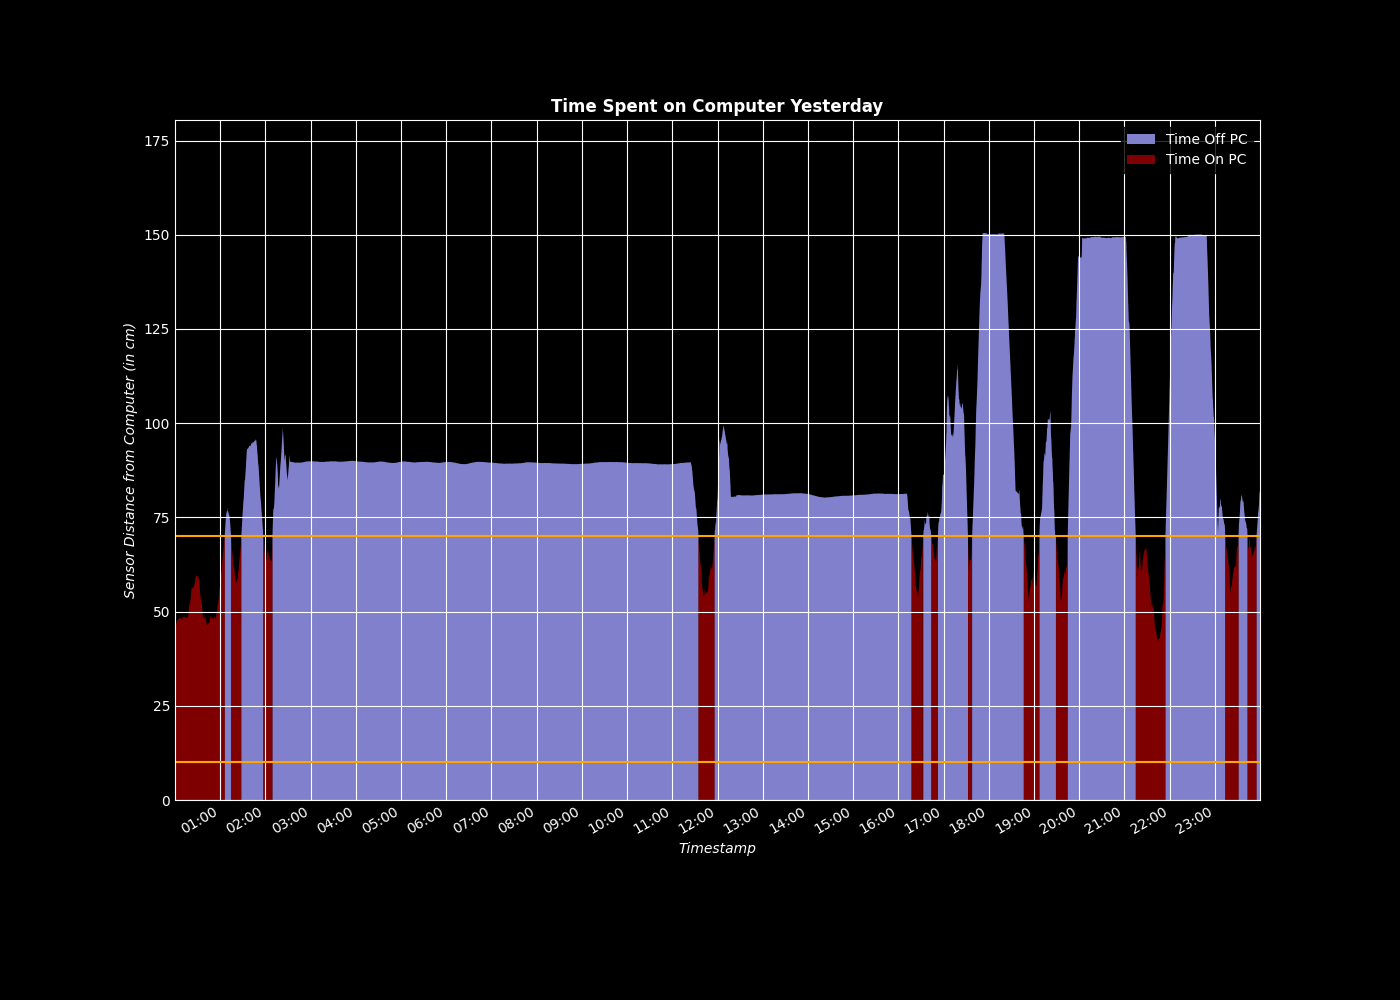 Time Spent on Computer Yesterday
Time Off PC
Time On PC
175
150
125
100
75
50
25
0
Sensor Distance from Computer (in cm)
01:00 02:00 03:00 04:00 05:00 06:00 07:00 08:00 09:00 10:00 11:00 12:00 13:00 14:00 15:00 16:00 17:00 18:00 19:00 20:00 21:00 22:00 23:00
Timestamp